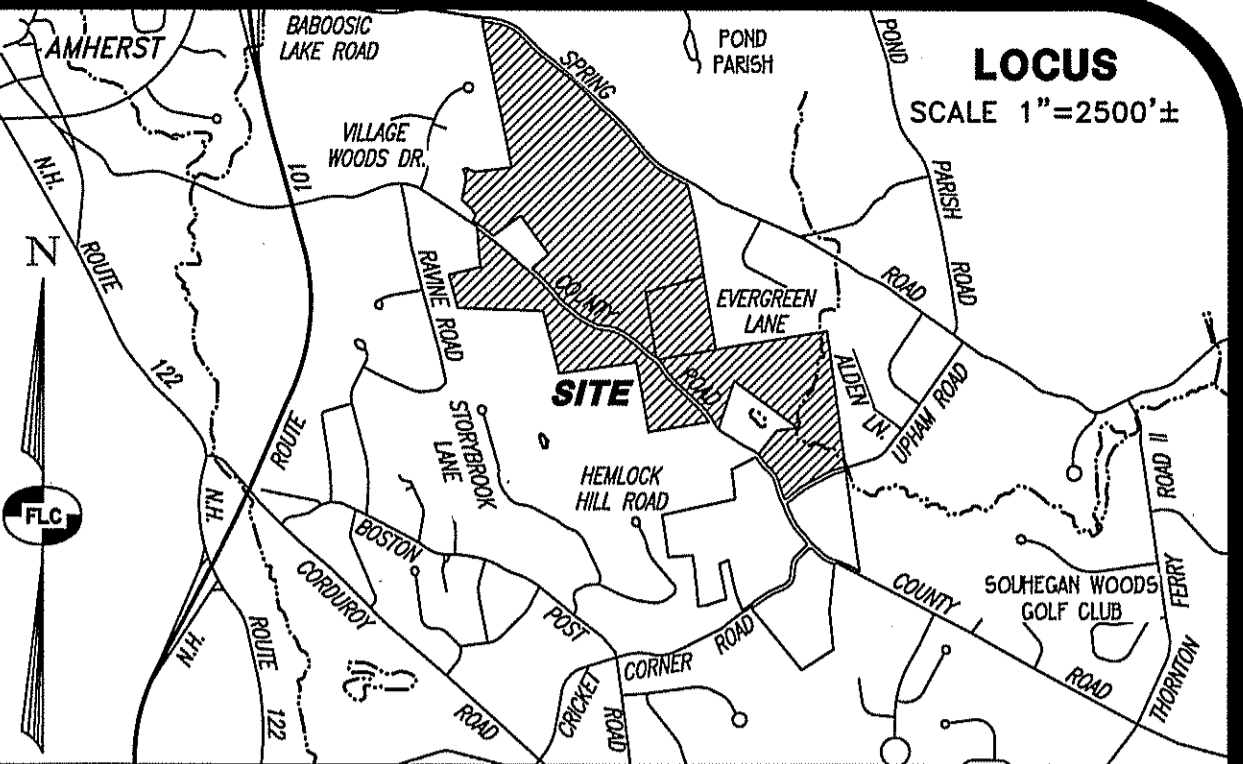 LOCUS
SCALE 1"=2500'±
AMHERST
BABOOSIC
LAKE ROAD
POND
PARISH
POND
PARISH
ROAD
SPRING
ROAD
VILLAGE
WOODS DR.
101
N.H.
ROUTE
122
N
RAVINE ROAD
COUNTY
ROAD
EVERGREEN
LANE
ALDEN
LN.
UPHAM ROAD
SITE
STORYBROOK
LANE
HEMLOCK
HILL ROAD
ROUTE
N.H.
FLC
BOSTON
POST
ROAD
CORDUROY
ROAD
N.H.
ROUTE
122
CRICKET
CORNER
ROAD
COUNTY
ROAD
SOUHEGAN WOODS
GOLF CLUB
THORNTON
FERRY
ROAD II